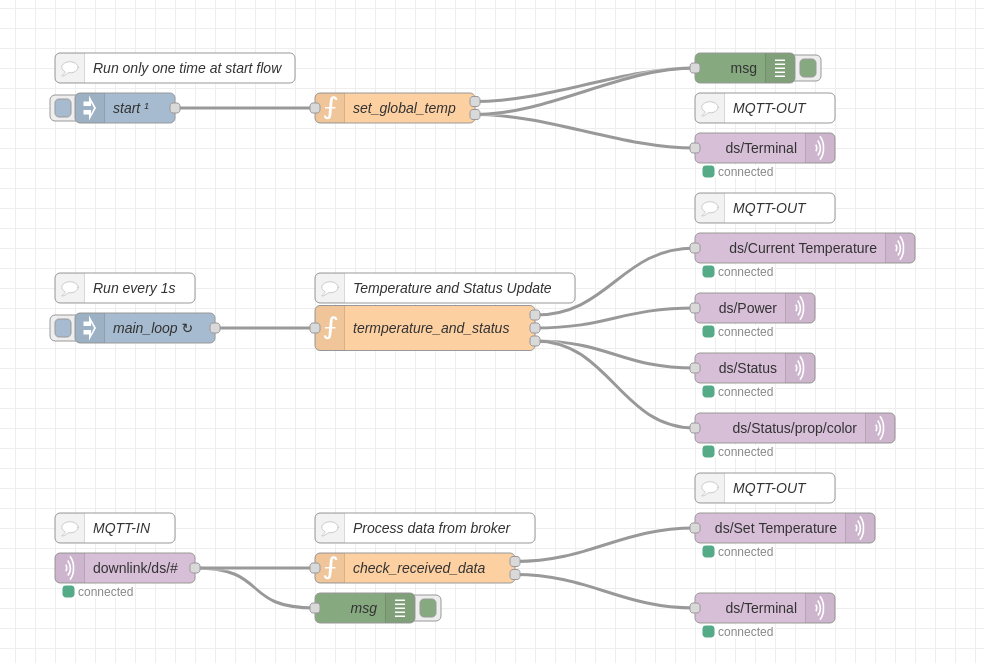 Run only one time at start flow
start ¹
set_global_temp
msg
MQTT-OUT
ds/Terminal
connected
MQTT-OUT
ds/Current Temperature
connected
Run every 1s
main_loop ↻
Temperature and Status Update
termperature_and_status
ds/Power
connected
ds/Status
connected
ds/Status/prop/color
connected
MQTT-OUT
MQTT-IN
downlink/ds/#
connected
Process data from broker
check_received_data
msg
ds/Set Temperature
connected
ds/Terminal
connected